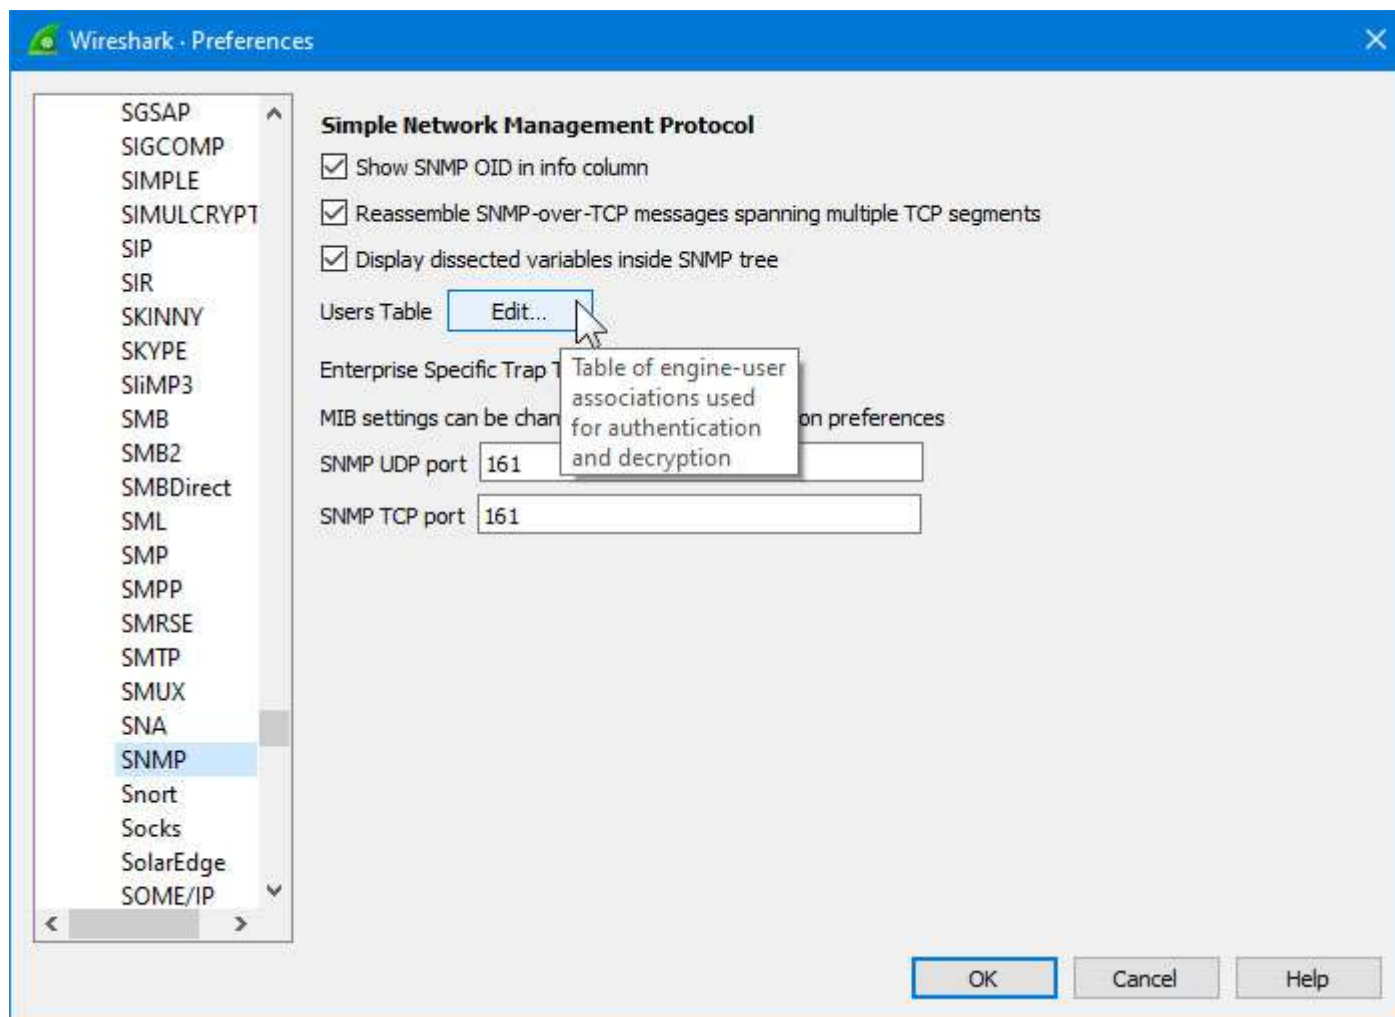 Wireshark · Preferences
SGSAP
SIGCOMP
SIMPLE
SIMULCRYPT
SIP
SIR
SKINNY
SKYPE
SliMP3
SMB
SMB2
SMBDirect
SML
SMP
SMPP
SMRSE
SMTP
SMUX
SNA
SNMP
Snort
Socks
SolarEdge
SOME/IP
Simple Network Management Protocol
Show SNMP OID in info column
Reassemble SNMP-over-TCP messages spanning multiple TCP segments
Display dissected variables inside SNMP tree
Users Table Edit...
Enterprise Specific Trap
MIB settings can be on preferences
Table of engine-user
associations used
for authentication
and decryption
SNMP UDP port 161
SNMP TCP port 161
OK Cancel Help